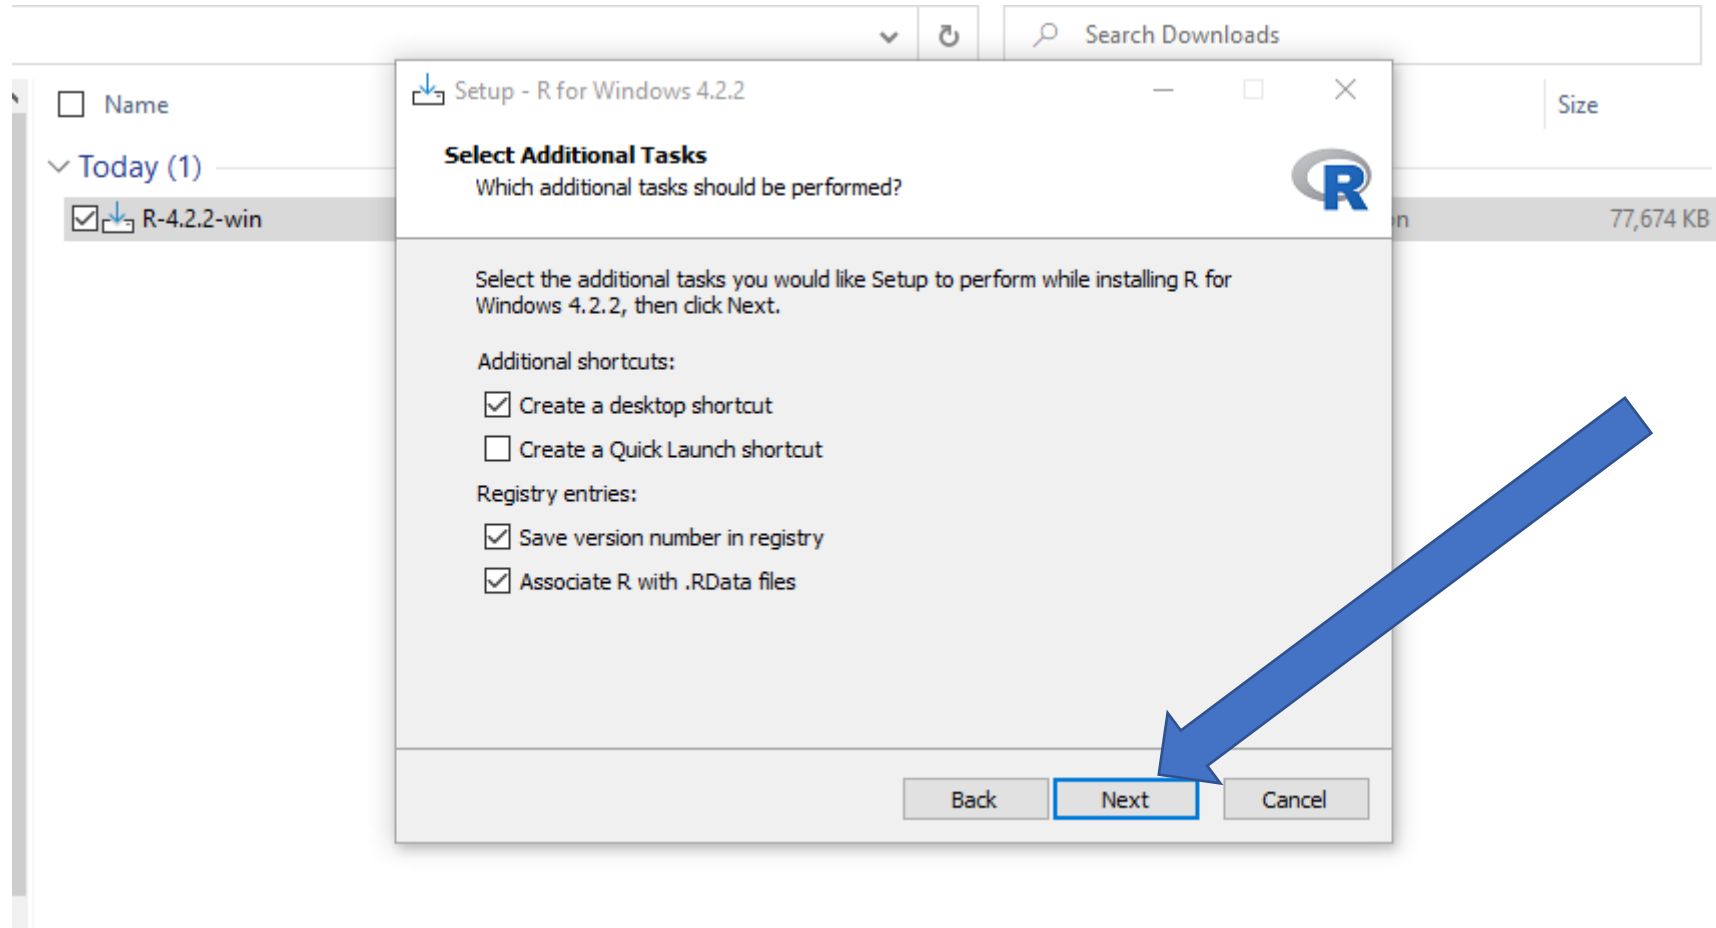 Search Downloads
Name
Size
Today (1)
R-4.2.2-win
77,674 KB
Setup - R for Windows 4.2.2
Select Additional Tasks
Which additional tasks should be performed?
R
Select the additional tasks you would like Setup to perform while installing R for
Windows 4.2.2, then click Next.
Additional shortcuts:
Create a desktop shortcut
Create a Quick Launch shortcut
Registry entries:
Save version number in registry
Associate R with .RData files
Back Next Cancel